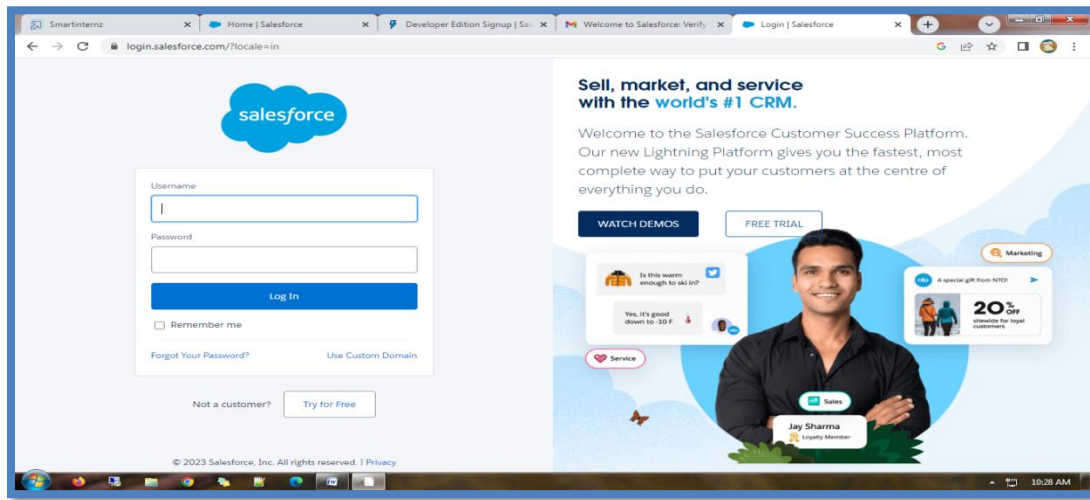 Smartinternz
Home | Salesforce
Developer Edition Signup | Sal
Welcome to Salesforce: Verify
Login | Salesforce
login.salesforce.com/?locale=in
salesforce
Username
Password
Log In
Remember me
Forgot Your Password?
Use Custom Domain
Not a customer?
Try for Free
© 2023 Salesforce, Inc. All rights reserved. | Privacy
Sell, market, and service
with the world's #1 CRM.
Welcome to the Salesforce Customer Success Platform.
Our new Lightning Platform gives you the fastest, most
complete way to put your customers at the centre of
everything you do.
WATCH DEMOS
FREE TRIAL
Marketing
Is this warm
enough to ski in?
Yes, it's good
down to -10 F
Service
nto
A special gift from NTO!
20% OFF
sitewide for loyal
customers
Sales
Jay Sharma
Loyalty Member
10:28 AM